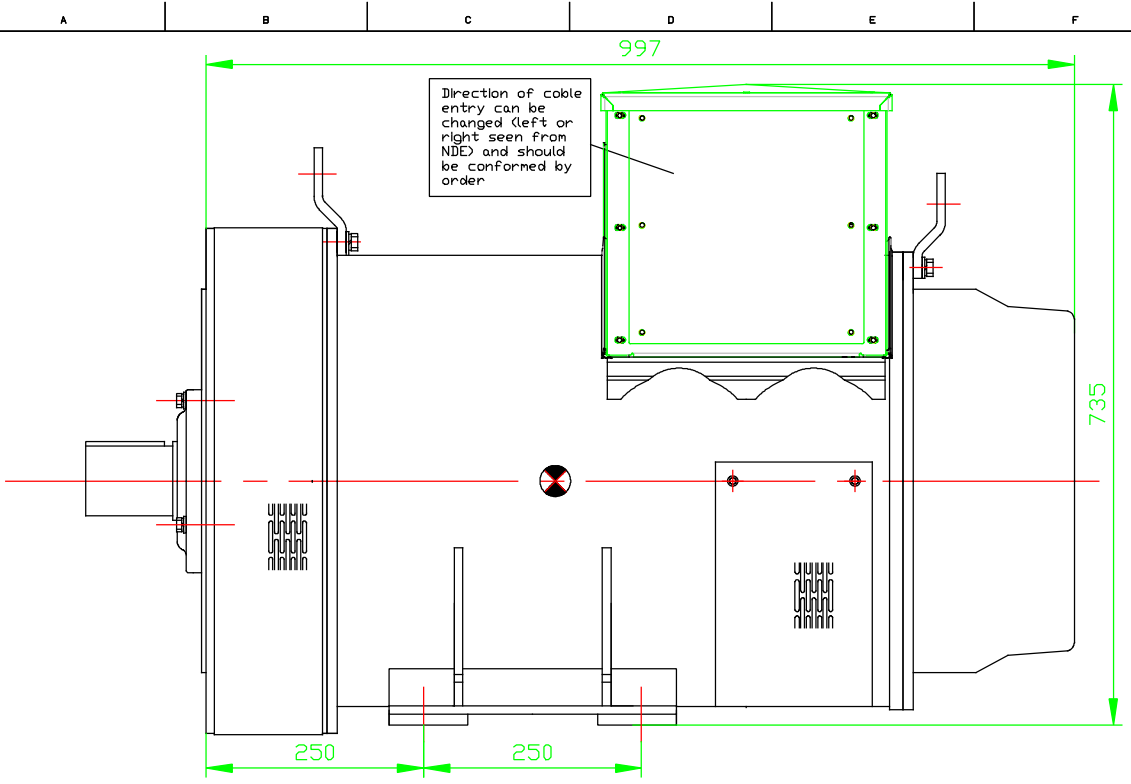 A B C D E F
997
Direction of cable
entry can be
changed (left or
right seen from
NDE) and should
be conformed by
order
735
250 250